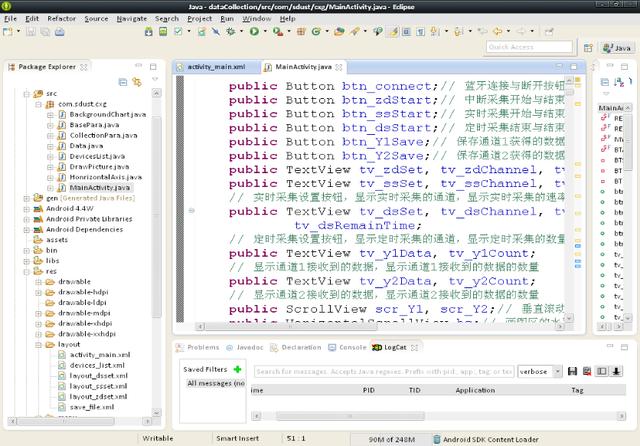 Java - dataCollection/src/com/sdust/cxg/MainActivity.java - Eclipse
File Edit Refactor Source Navigate Search Project Run Window Help
Quick Access
Java
Package Explorer
src
com.sdust.cxg
BackgroundChart.java
BasePara.java
CollectionPara.java
Data.java
DevicesList.java
DrawPicture.java
HonrizontalAxis.java
MainActivity.java
gen [Generated Java Files]
Android 4.4W
Android Private Libraries
Android Dependencies
assets
bin
libs
res
drawable
drawable-hdpi
drawable-ldpi
drawable-mdpi
drawable-xhdpi
drawable-xxhdpi
layout
activity_main.xml
devices_list.xml
layout_dsset.xml
layout_ssset.xml
layout_zdset.xml
save_file.xml
activity_main.xml
MainActivity.java
public Button btn_connect;// 蓝牙连接与断开按钮
public Button btn_zdStart;// 中断采集开始与结束
public Button btn_ssStart;// 实时采集开始与结束
public Button btn_dsStart;// 定时采集结束与结束
public Button btn_Y1Save;// 保存通道1获得的数据
public Button btn_Y2Save;// 保存通道2获得的数据
public TextView tv_zdSet, tv_zdChannel, tv
public TextView tv_ssSet, tv_ssChannel, tv
// 实时采集设置按钮，显示实时采集的通道，显示实时采集的速率
public TextView tv_dsSet, tv_dsChannel, tv
tv_dsRemainTime;
// 定时采集设置按钮，显示定时采集的通道，显示定时采集的数量
public TextView tv_y1Data, tv_y1Count;
// 显示通道1接收到的数据，显示通道1接收到的数据的数量
public TextView tv_y2Data, tv_y2Count;
// 显示通道2接收到的数据，显示通道2接收到的数据的数量
public ScrollView scr_Y1, scr_Y2;// 垂直滚动
MainAc
RE
RE
MI
BT
BT
bt
bt
bt
bt
bt
bt
tv
tv
tv
tv
tv
tv
Problems Javadoc Declaration Console LogCat
Saved Filters
All messages (no
Search for messages. Accepts Java regexes. Prefix with pid:, app:, tag: or tex
verbose
ime PID TID Application Tag
Writable Smart Insert 51 : 1 90M of 248M Android SDK Content Loader